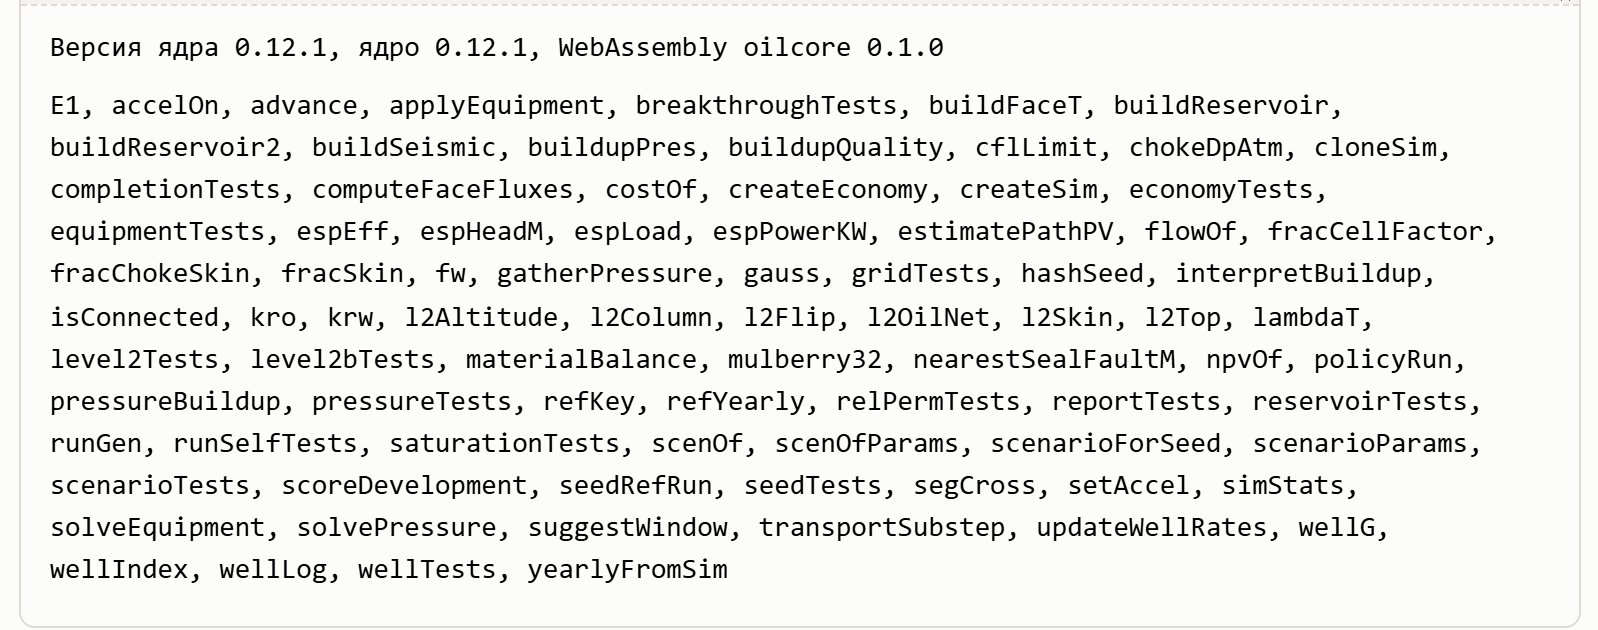 Версия ядра 0.12.1, ядро 0.12.1, WebAssembly oilcore 0.1.0
E1, accelOn, advance, applyEquipment, breakthroughTests, buildFaceT, buildReservoir,
buildReservoir2, buildSeismic, buildupPres, buildupQuality, cflLimit, chokeDpAtm, cloneSim,
completionTests, computeFaceFluxes, costOf, createEconomy, createSim, economyTests,
equipmentTests, espEff, espHeadM, espLoad, espPowerKW, estimatePathPV, flowOf, fracCellFactor,
fracChokeSkin, fracSkin, fw, gatherPressure, gauss, gridTests, hashSeed, interpretBuildup,
isConnected, kro, krw, l2Altitude, l2Column, l2Flip, l2OilNet, l2Skin, l2Top, lambdaT,
level2Tests, level2bTests, materialBalance, mulberry32, nearestSealFaultM, npvOf, policyRun,
pressureBuildup, pressureTests, refKey, refYearly, relPermTests, reportTests, reservoirTests,
runGen, runSelfTests, saturationTests, scenOf, scenOfParams, scenarioForSeed, scenarioParams,
scenarioTests, scoreDevelopment, seedRefRun, seedTests, segCross, setAccel, simStats,
solveEquipment, solvePressure, suggestWindow, transportSubstep, updateWellRates, wellG,
wellIndex, wellLog, wellTests, yearlyFromSim